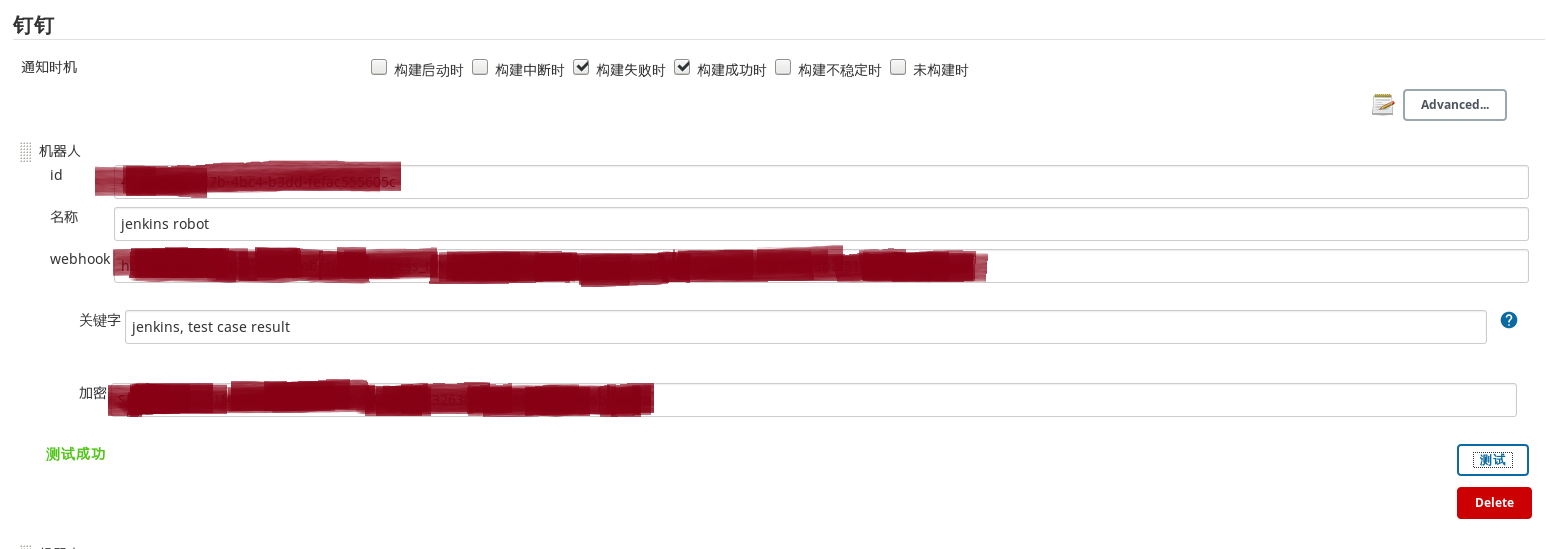 钉钉
通知时机 构建启动时 构建中断时 构建失败时 构建成功时 构建不稳定时 未构建时
Advanced...
机器人
id
名称 jenkins robot
webhook
关键字 jenkins, test case result
加密
测试成功 测试
Delete